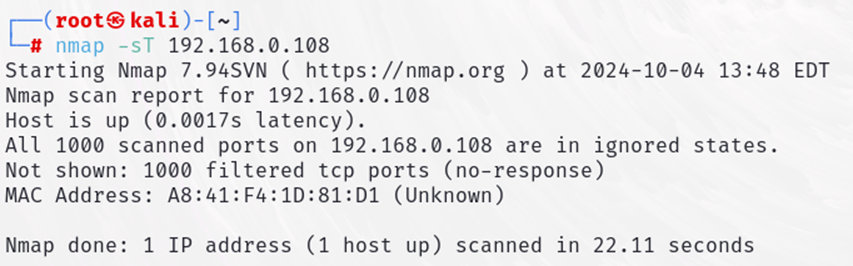 ┌──(root㉿kali)-[~]
└─# nmap -sT 192.168.0.108
Starting Nmap 7.94SVN ( https://nmap.org ) at 2024-10-04 13:48 EDT
Nmap scan report for 192.168.0.108
Host is up (0.0017s latency).
All 1000 scanned ports on 192.168.0.108 are in ignored states.
Not shown: 1000 filtered tcp ports (no-response)
MAC Address: A8:41:F4:1D:81:D1 (Unknown)
Nmap done: 1 IP address (1 host up) scanned in 22.11 seconds